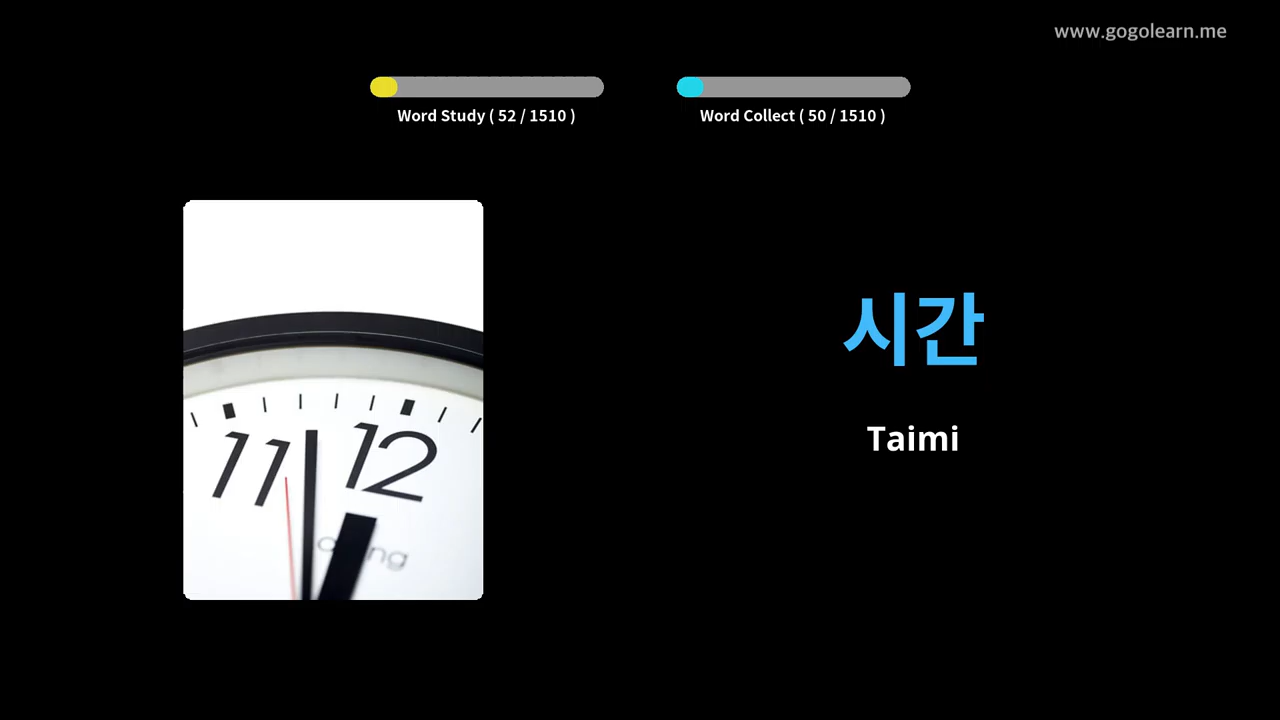 www.gogolearn.me
Word Study ( 52 / 1510 )
Word Collect ( 50 / 1510 )
11 12
시간
Taimi